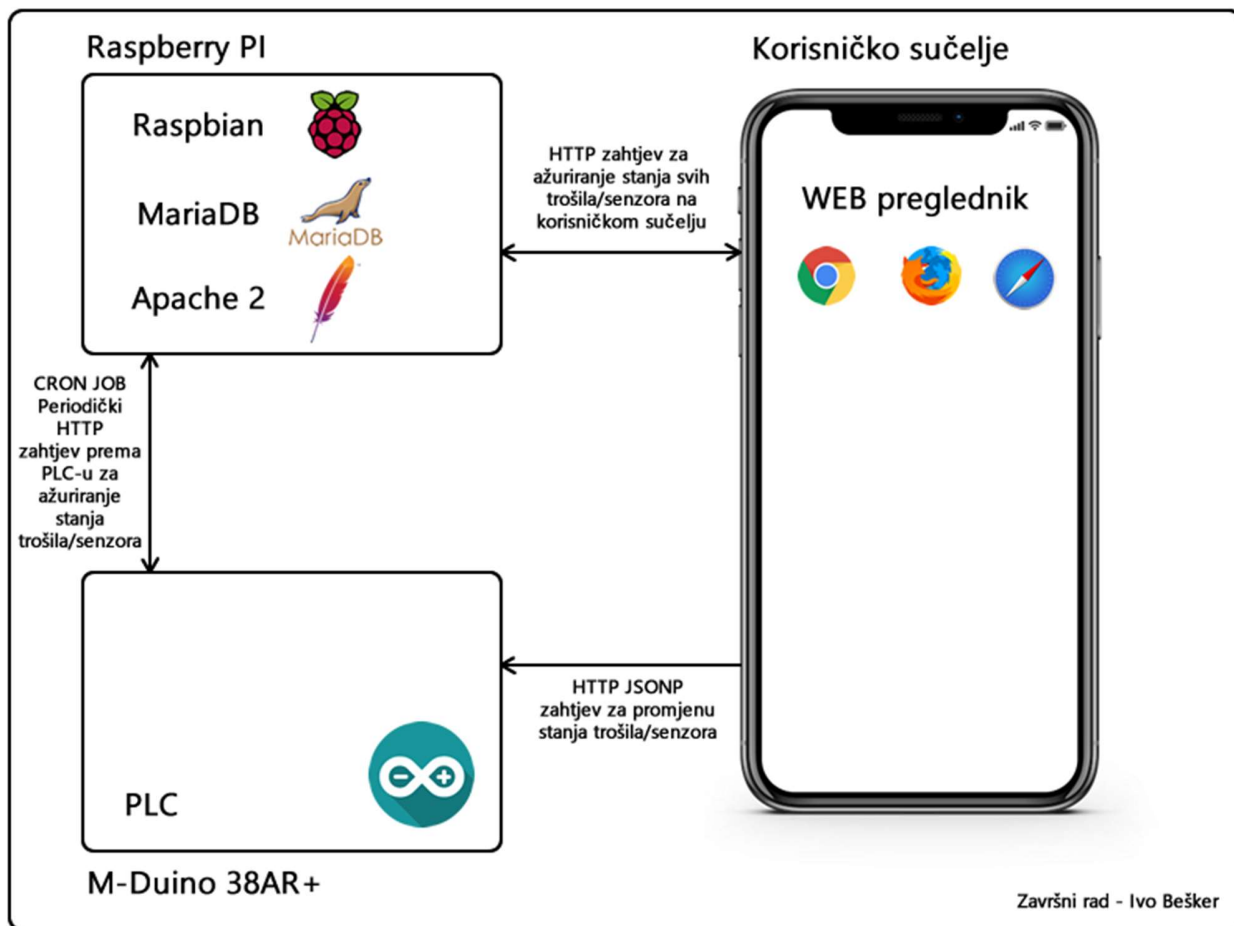 Raspberry PI
Raspbian
MariaDB
MariaDB
Apache 2
Korisničko sučelje
HTTP zahtjev za
ažuriranje stanja svih
trošila/senzora na
korisničkom sučelju
WEB preglednik
CRON JOB
Periodički
HTTP
zahtjev prema
PLC-u za
ažuriranje
stanja
trošila/senzora
HTTP JSONP
zahtjev za promjenu
stanja trošila/senzora
PLC
M-Duino 38AR+
Završni rad - Ivo Bešker